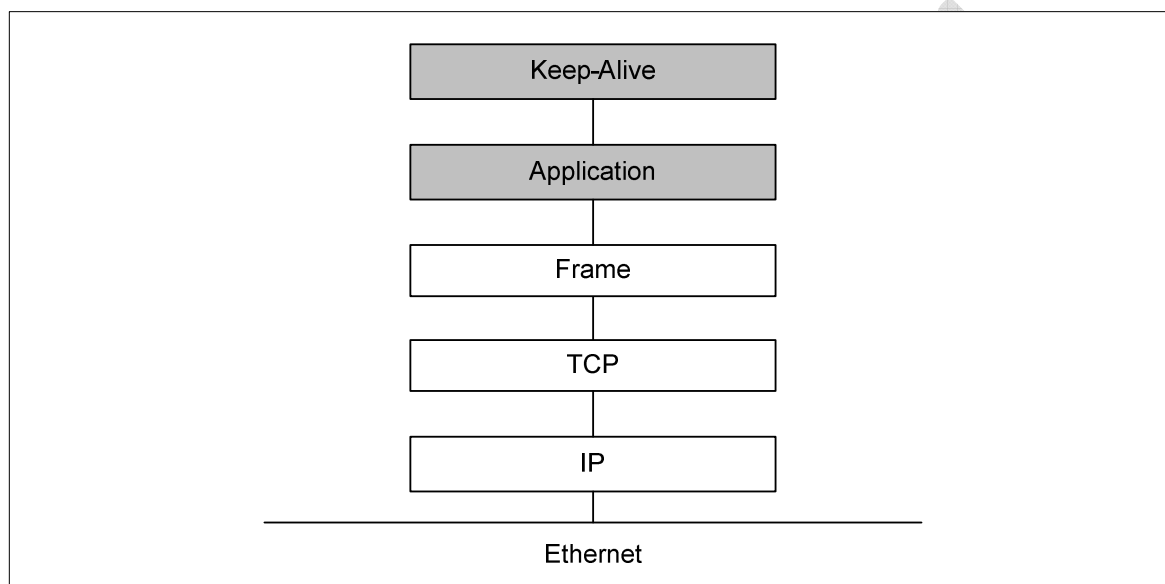 Keep-Alive
Application
Frame
TCP
IP
Ethernet